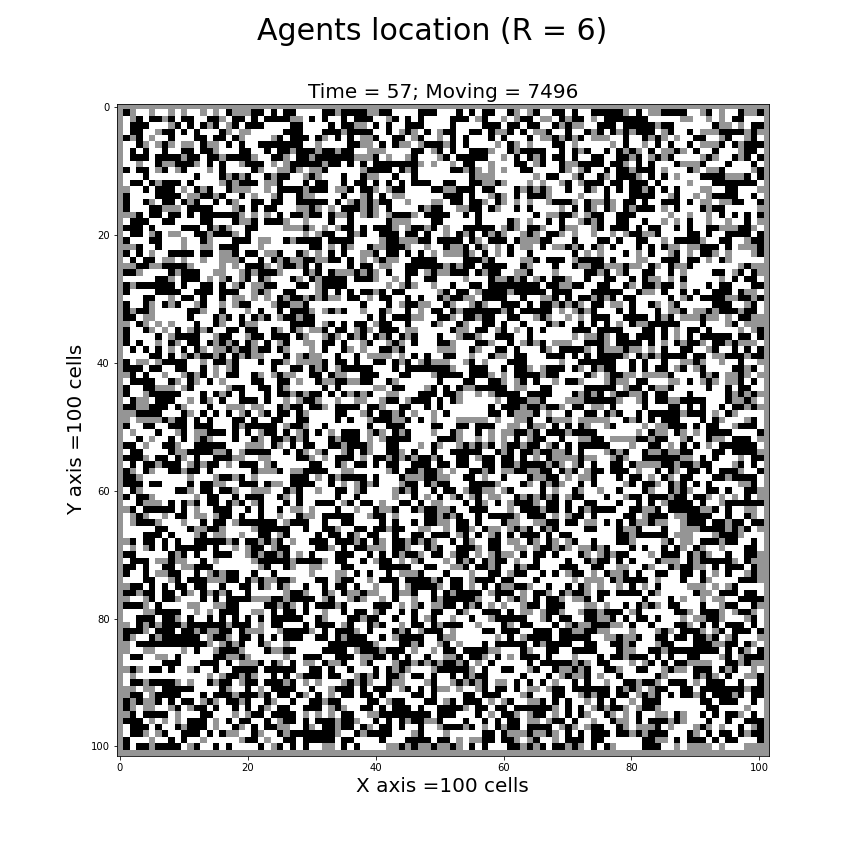 Agents location (R = 6)
Time = 57; Moving = 7496
0
20
40
60
80
100
Y axis =100 cells
0 20 40 60 80 100
X axis =100 cells